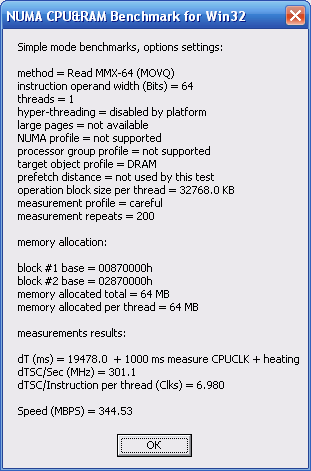 NUMA CPU&RAM Benchmark for Win32
Simple mode benchmarks, options settings:
method = Read MMX-64 (MOVQ)
instruction operand width (Bits) = 64
threads = 1
hyper-threading = disabled by platform
large pages = not available
NUMA profile = not supported
processor group profile = not supported
target object profile = DRAM
prefetch distance = not used by this test
operation block size per thread = 32768.0 KB
measurement profile = careful
measurement repeats = 200
memory allocation:
block #1 base = 00870000h
block #2 base = 02870000h
memory allocated total = 64 MB
memory allocated per thread = 64 MB
measurements results:
dT (ms) = 19478.0  + 1000 ms measure CPUCLK + heating
dTSC/Sec (MHz) = 301.1
dTSC/Instruction per thread (Clks) = 6.980
Speed (MBPS) = 344.53
OK